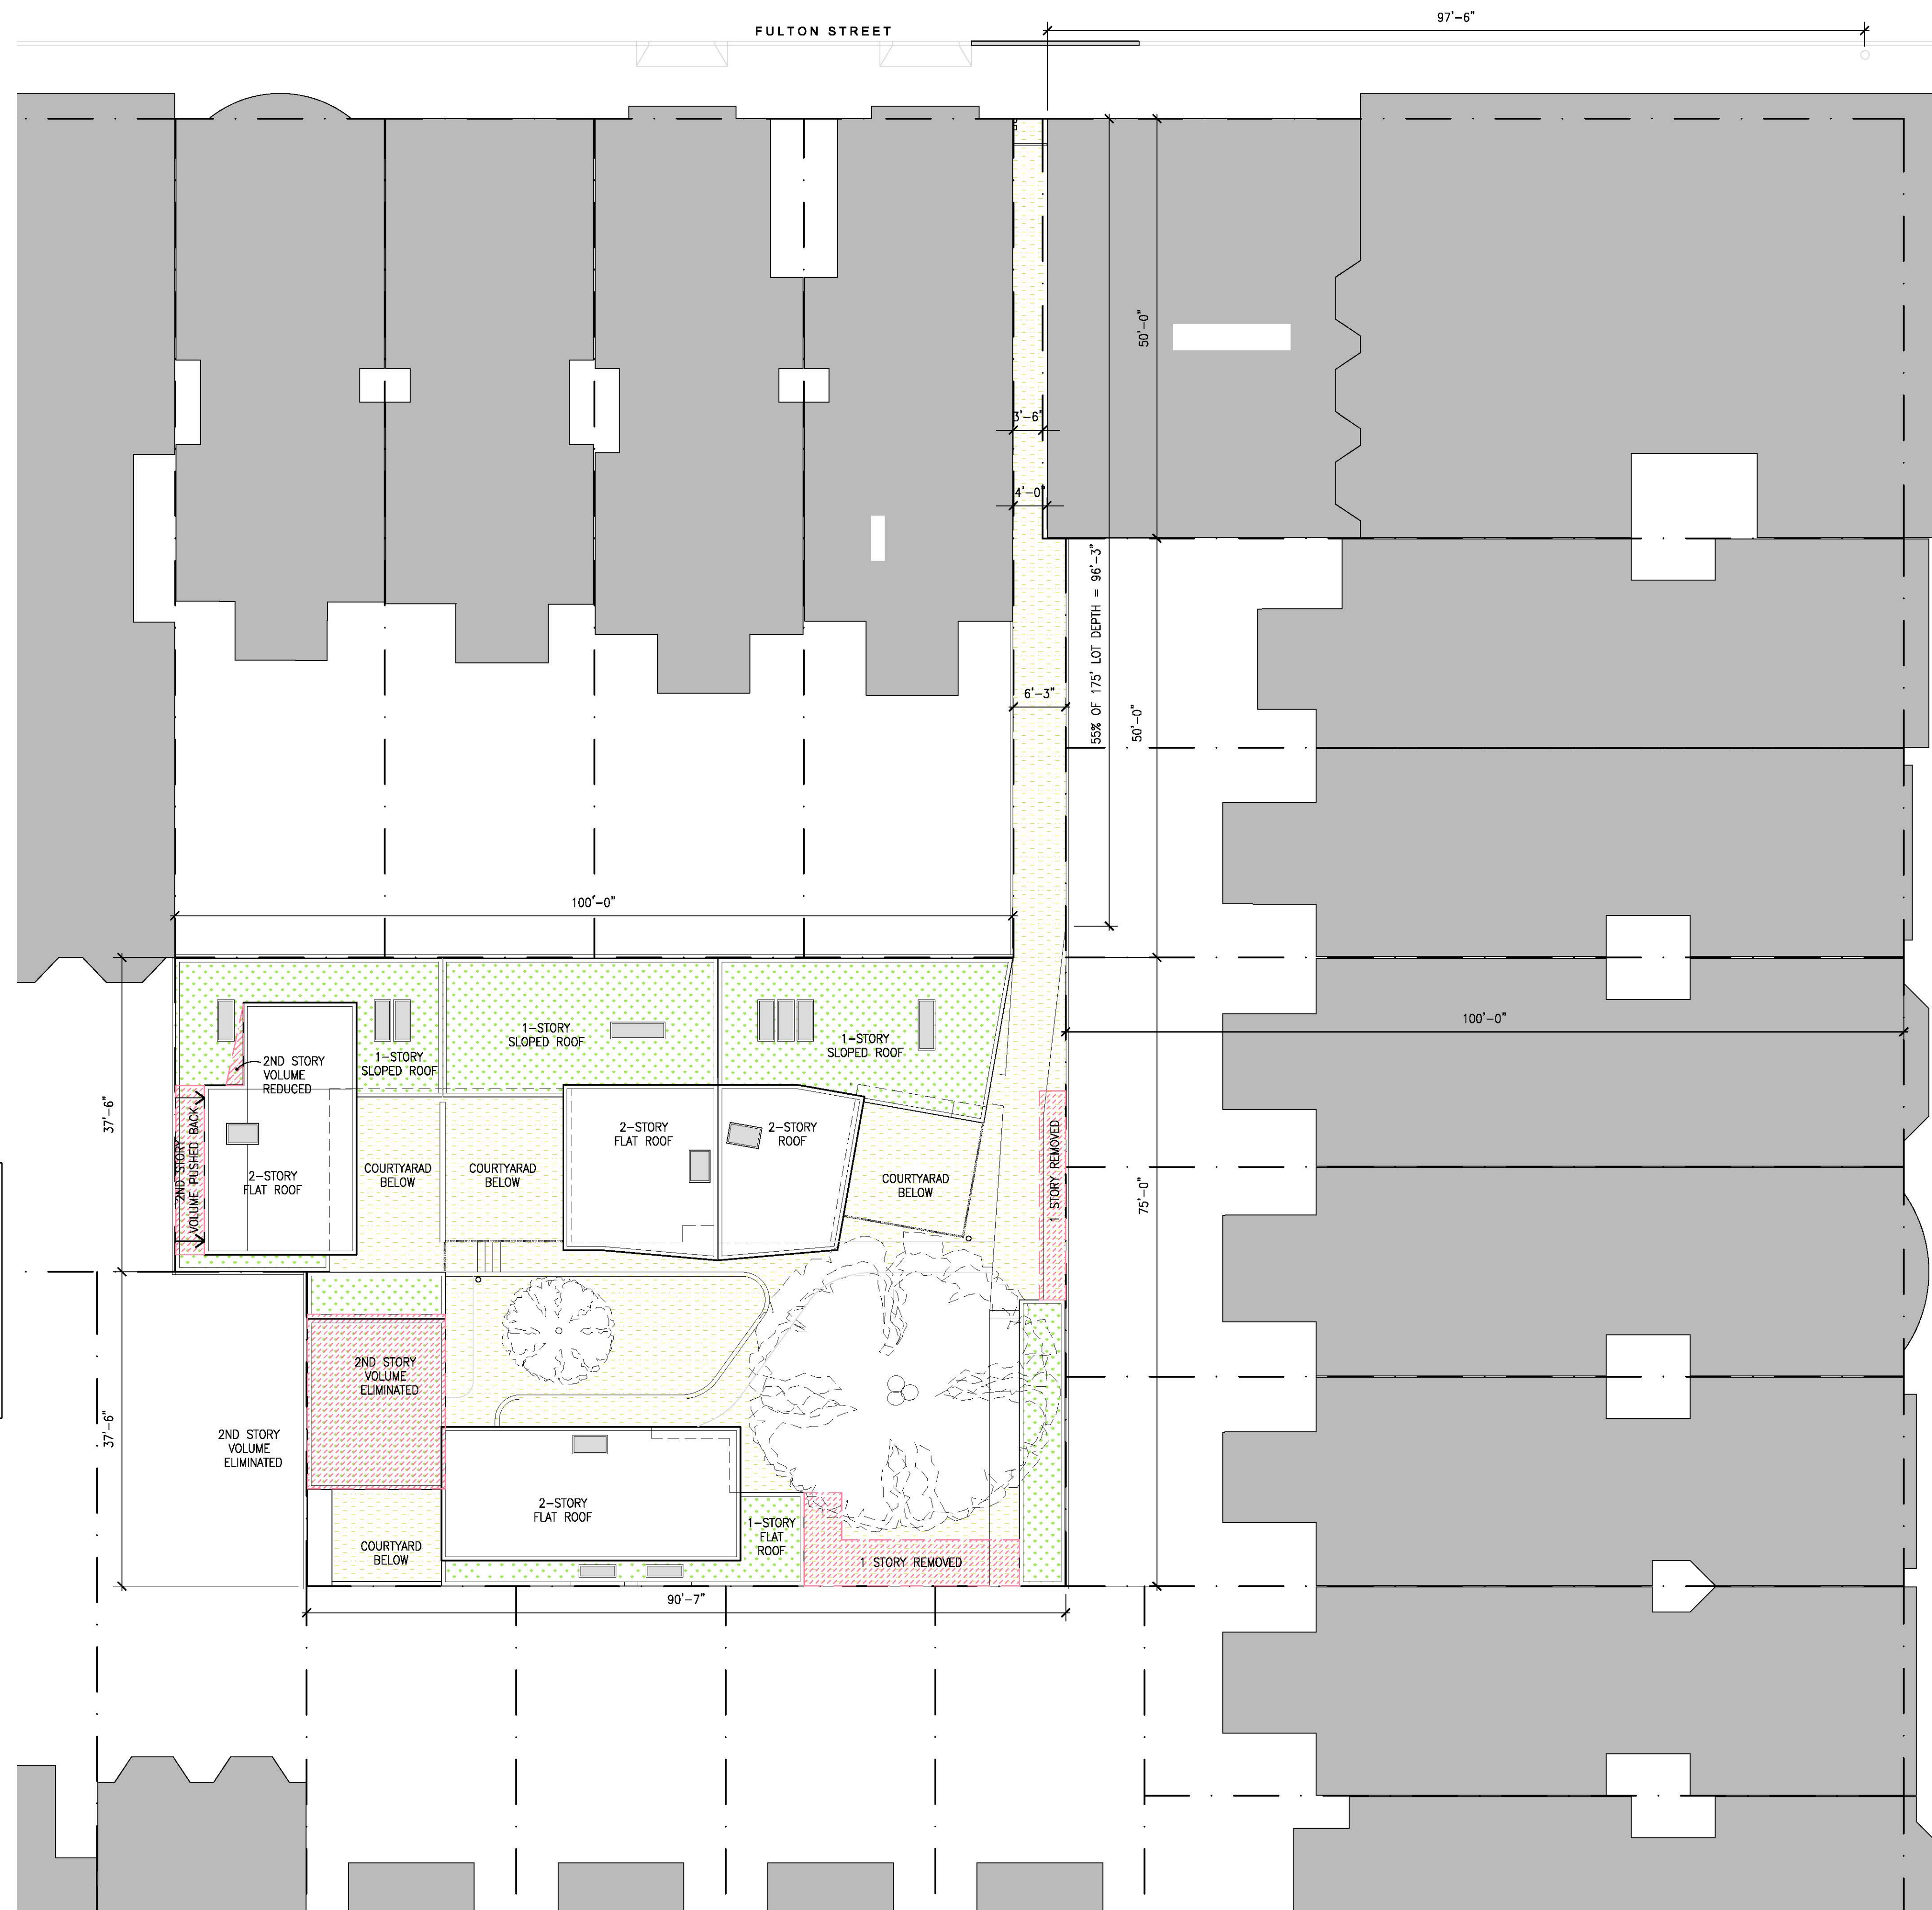 FULTON STREET
97'-6"
50'-0"
3'-6"
4'-0"
55% OF 175' LOT DEPTH = 96'-3"
6'-3"
50'-0"
100'-0"
100'-0"
1-STORY
SLOPED ROOF
1-STORY
SLOPED ROOF
1-STORY
SLOPED ROOF
2ND STORY
VOLUME
REDUCED
37'-6"
2ND STORY
VOLUME PUSHED BACK
2-STORY
FLAT ROOF
COURTYARAD
BELOW
COURTYARAD
BELOW
2-STORY
FLAT ROOF
2-STORY
ROOF
COURTYARAD
BELOW
1 STORY REMOVED
75'-0"
2ND STORY
VOLUME
ELIMINATED
37'-6"
2ND STORY
VOLUME
ELIMINATED
COURTYARD
BELOW
2-STORY
FLAT ROOF
1-STORY
FLAT
ROOF
1 STORY REMOVED
90'-7"